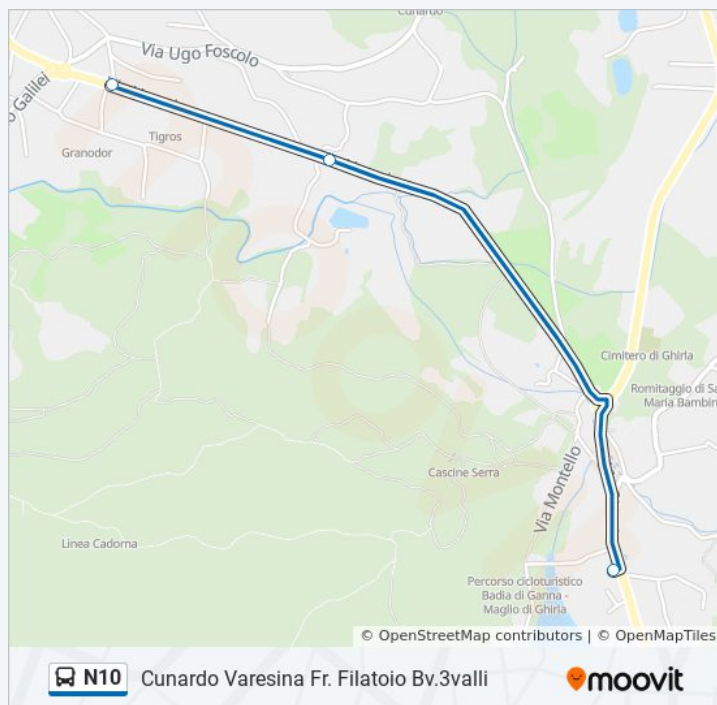 Cunardo
Via Ugo Foscolo
o Galilei
Tigros
Granodor
Cimitero di Ghirla
Romitaggio di Sa
Maria Bambin
Cascine Serra
Via Montello
Linea Cadorna
Percorso cicloturistico
Badia di Ganna -
Maglio di Ghirla
© OpenStreetMap contributors | © OpenMapTiles
N10 Cunardo Varesina Fr. Filatoio Bv.3valli
moovit